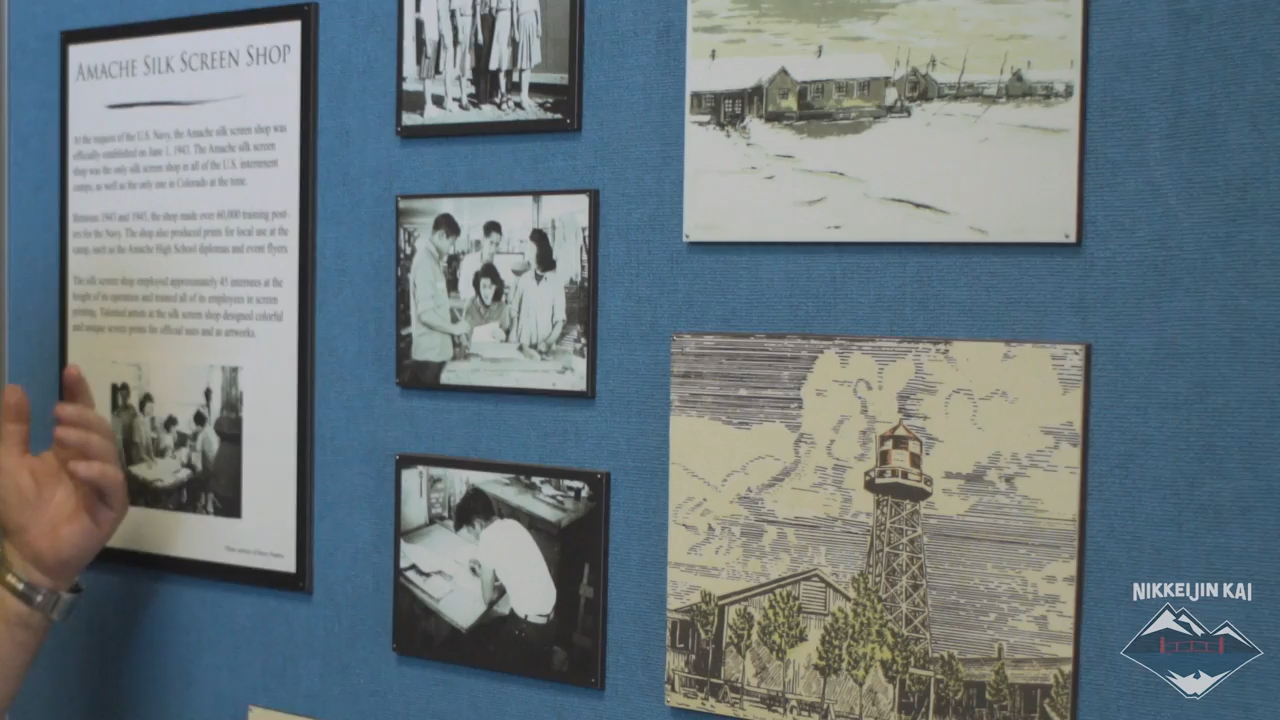 AMACHE SILK SCREEN SHOP
At the request of the U.S. Navy, the Amache silk screen shop was
officially established on June 1, 1943. The Amache silk screen
shop was the only silk screen shop in all of the U.S. internment
camps, as well as the only one in Colorado at the time.
Between 1943 and 1945, the shop made over 60,000 training post-
ers for the Navy. The shop also produced prints for local use at the
camp, such as the Amache High School diplomas and event flyers
The silk screen shop employed approximately 45 internees at the
height of its operation and trained all of its employees in screen
printing. Talented artists at the silk screen shop designed colorful
and unique screen prints for official uses and as artworks.
NIKKEIJIN KAI